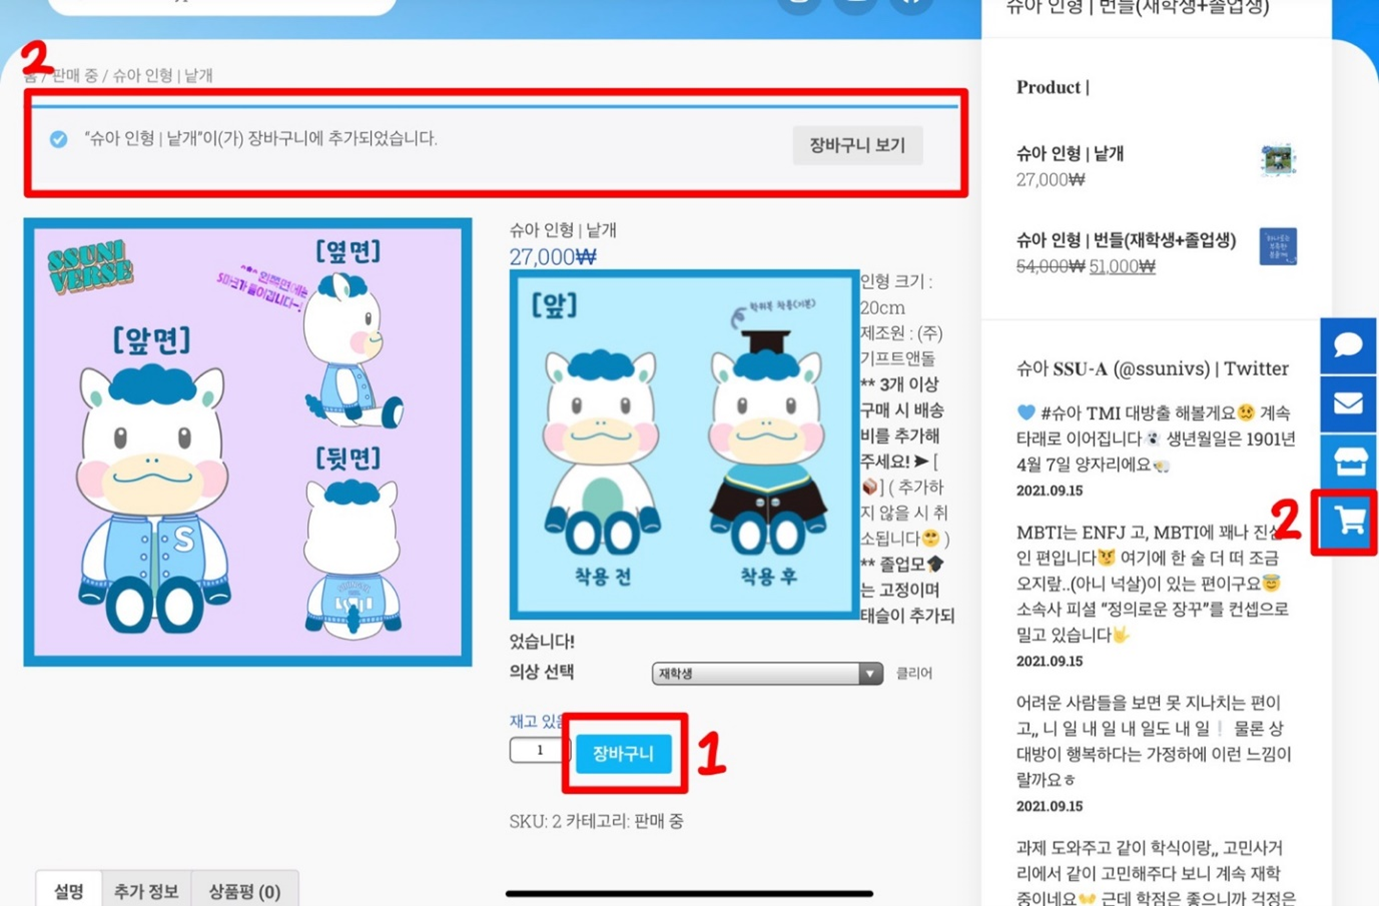 슈아 인형 | 번들(재학생+졸업생)
2
홈 / 판매 중 / 슈아 인형 | 낱개
“슈아 인형 | 낱개”이(가) 장바구니에 추가되었습니다.
장바구니 보기
SSUNI
VERSE
[옆면]
[앞면]
[뒷면]
S
슈아 인형 | 낱개
27,000₩
[앞]
학위복 착용(기본)
착용 전
착용 후
인형 크기 :
20cm
제조원 : (주)
기프트앤돌
** 3개 이상
구매 시 배송
비를 추가해
주세요! ➤ [
📦] ( 추가하
지 않을 시 취
소됩니다🥺 )
** 졸업모🎓
는 고정이며
태슬이 추가되
었습니다!
의상 선택
재학생
클리어
재고 있음
1
장바구니
1
SKU: 2 카테고리: 판매 중
설명
추가 정보
상품평 (0)
Product |
슈아 인형 | 낱개
27,000₩
슈아 인형 | 번들(재학생+졸업생)
54,000₩ 51,000₩
슈아 SSU-A (@ssunivs) | Twitter
💙 #슈아 TMI 대방출 해볼게요😉 계속
타래로 이어집니다👻 생년월일은 1901년
4월 7일 양자리에요🐏
2021.09.15
MBTI는 ENFJ 고, MBTI에 꽤나 진심
인 편입니다😼 여기에 한 술 더 떠 조금
오지랖..(아니 넉살)이 있는 편이구요😇
소속사 피셜 “정의로운 장꾸”를 컨셉으로
밀고 있습니다🤟
2021.09.15
2
어려운 사람들을 보면 못 지나치는 편이
고,, 니 일 내 일 내 일도 내 일❕ 물론 상
대방이 행복하다는 가정하에 이런 느낌이
랄까요ㅎ
2021.09.15
과제 도와주고 같이 학식이랑,, 고민사거
리에서 같이 고민해주다 보니 계속 재학
중이네요👐 근데 학점은 좋으니까 걱정은